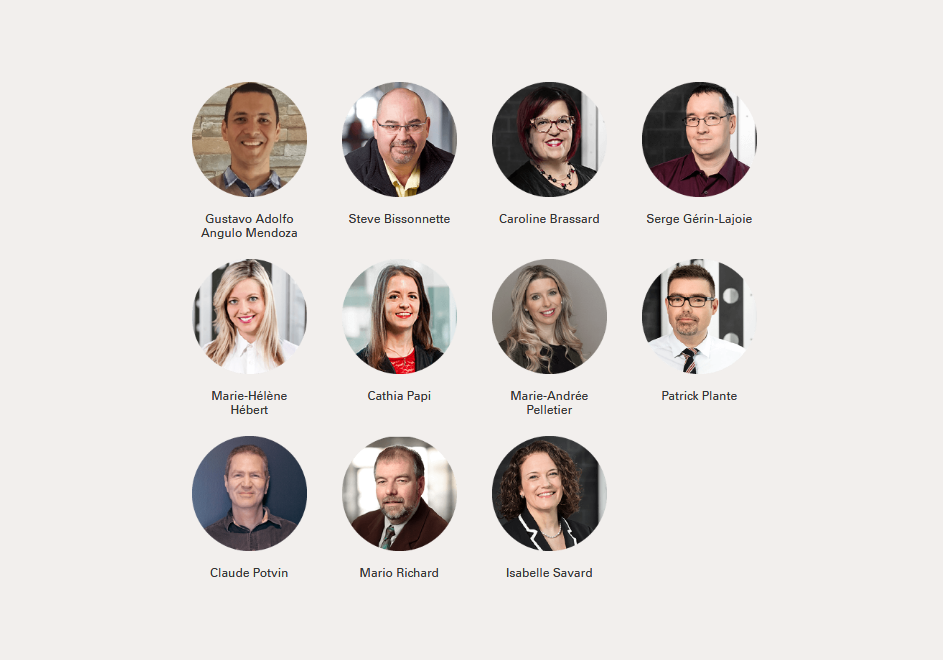 Gustavo Adolfo
Angulo Mendoza
Steve Bissonnette
Caroline Brassard
Serge Gérin-Lajoie
Marie-Hélène
Hébert
Cathia Papi
Marie-Andrée
Pelletier
Patrick Plante
Claude Potvin
Mario Richard
Isabelle Savard